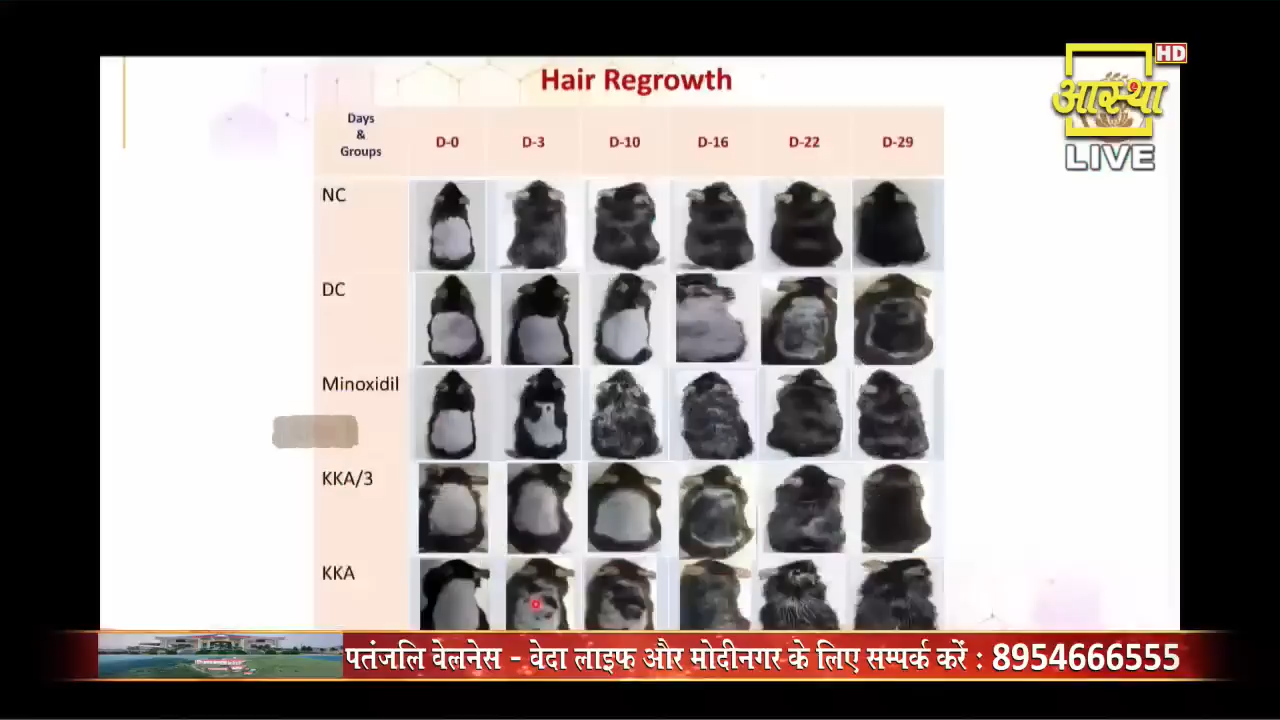 Hair Regrowth
HD
आस्था
LIVE
Days
&
Groups
D-0
D-3
D-10
D-16
D-22
D-29
NC
DC
Minoxidil
KKA/3
KKA
पतंजलि वेलनेस - वेदा लाइफ और मोदीनगर के लिए सम्पर्क करें : 8954666555